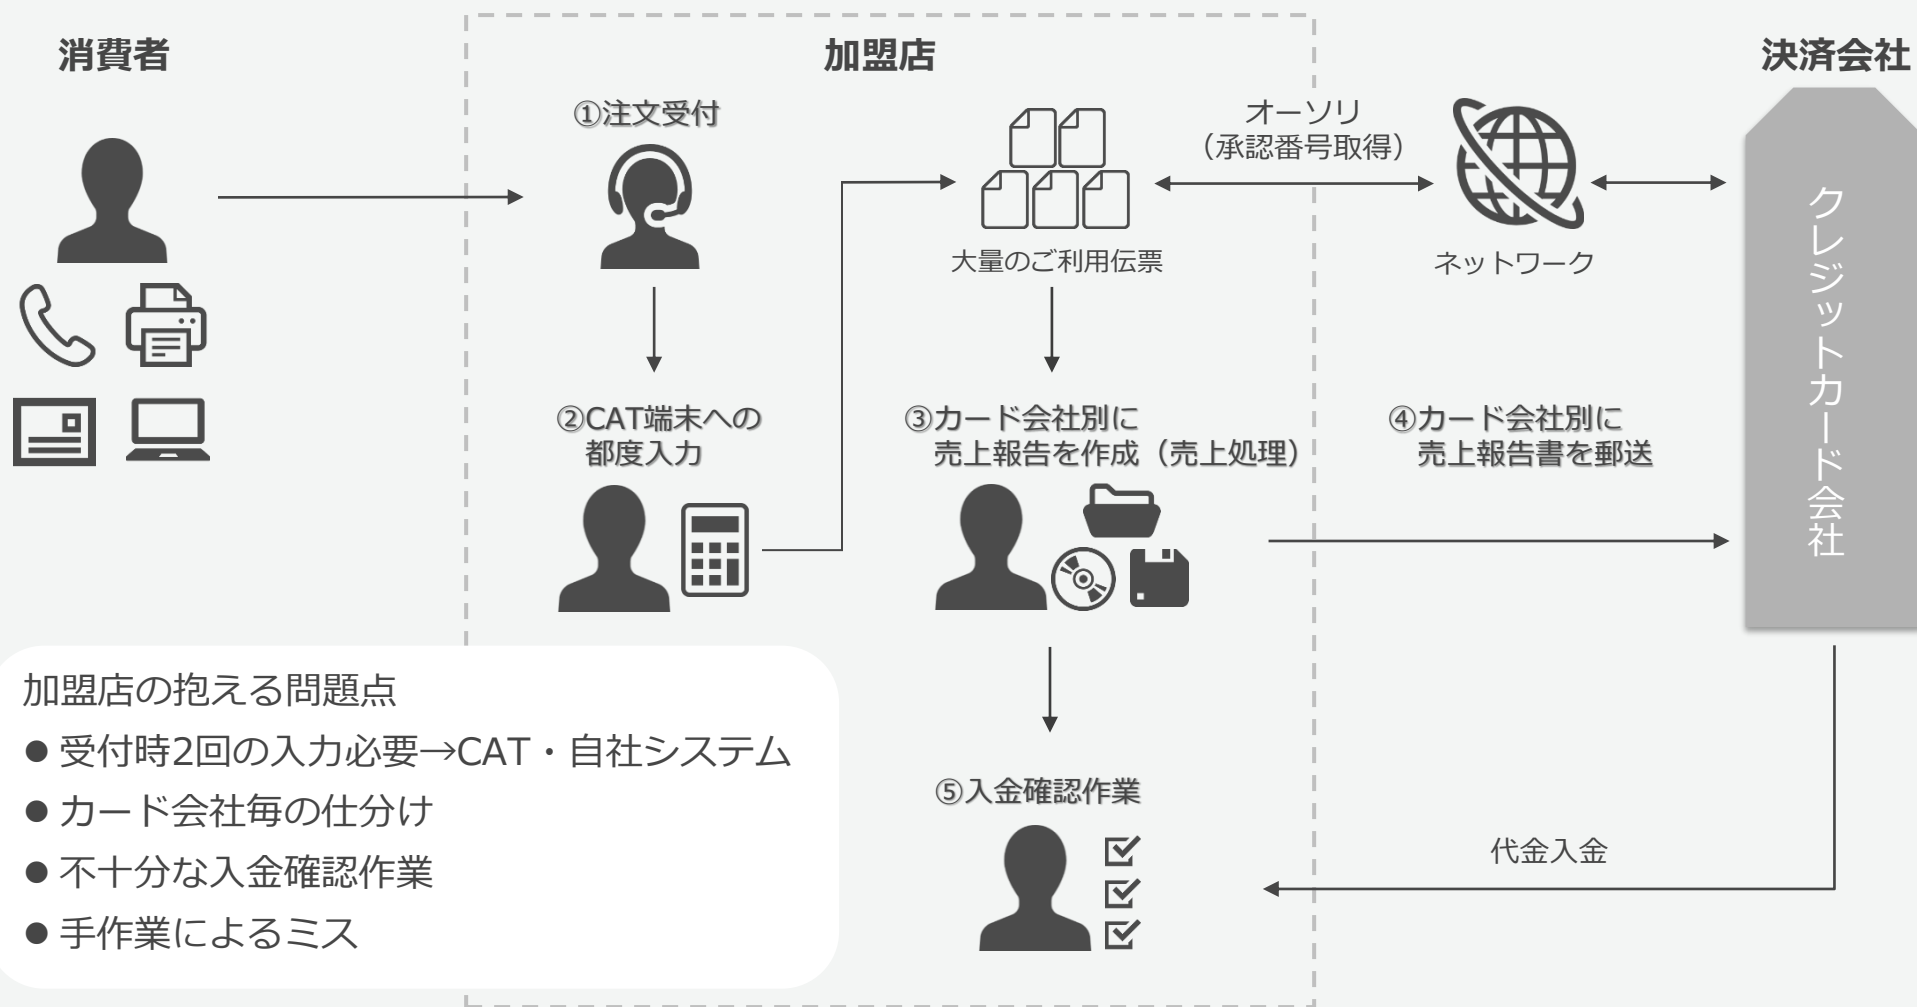 消費者
加盟店
決済会社
①注文受付
オーソリ
（承認番号取得）
大量のご利用伝票
ネットワーク
クレジットカード会社
②CAT端末への
都度入力
③カード会社別に
売上報告を作成（売上処理）
④カード会社別に
売上報告書を郵送
加盟店の抱える問題点
●受付時2回の入力必要→CAT・自社システム
●カード会社毎の仕分け
●不十分な入金確認作業
●手作業によるミス
⑤入金確認作業
代金入金